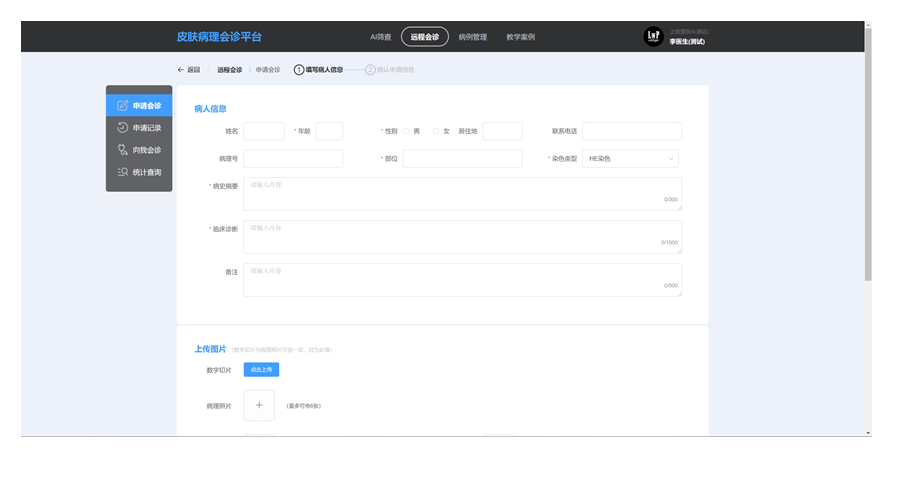 皮肤病理会诊平台 AI筛查 远程会诊 病例管理 教学案例
李医生(测试)
返回 远程会诊 申请会诊 1 填写病人信息 2 确认申请信息
申请会诊
申请记录
向我会诊
统计查询
病人信息
姓名 * 年龄 * 性别 男 女 居住地 联系电话
病理号 * 部位 * 染色类型 HE染色
* 病史摘要 请输入内容
0/300
* 临床诊断 请输入内容
0/1000
备注 请输入内容
0/500
上传图片 (数字切片与病理照片可选一项，且为必填)
数字切片 点击上传
病理照片 + (最多可传6张)